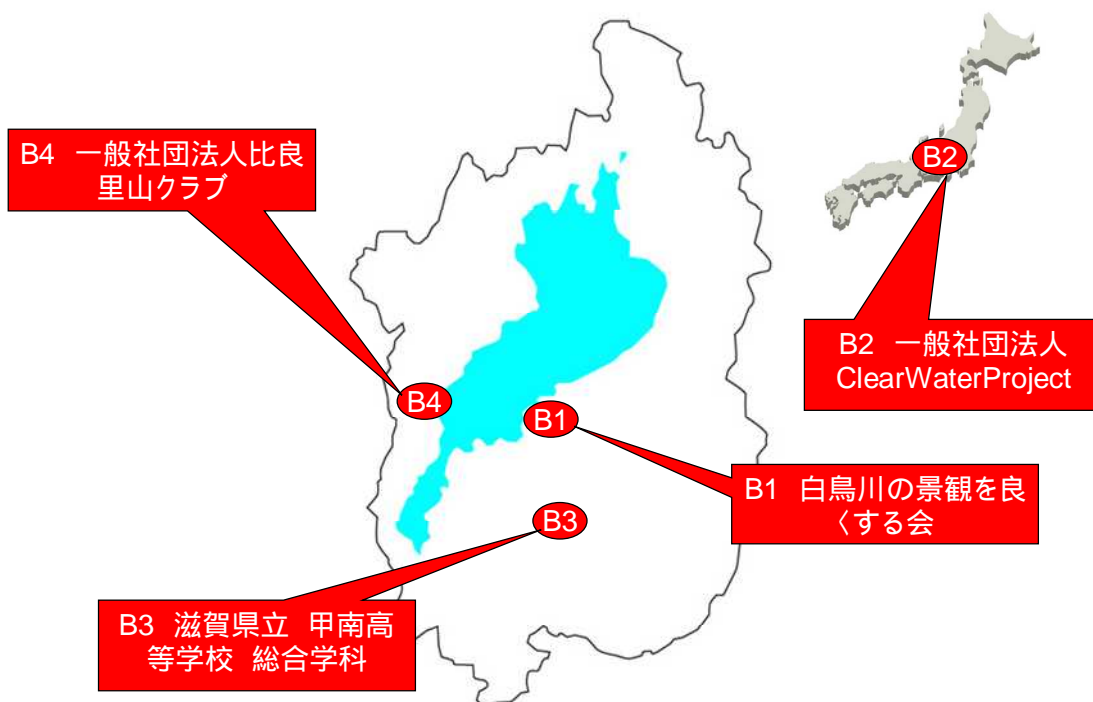 B4 一般社団法人比良
里山クラブ
B2
B2 一般社団法人
ClearWaterProject
B4
B1
B1 白鳥川の景観を良
くする会
B3
B3 滋賀県立 甲南高
等学校 総合学科